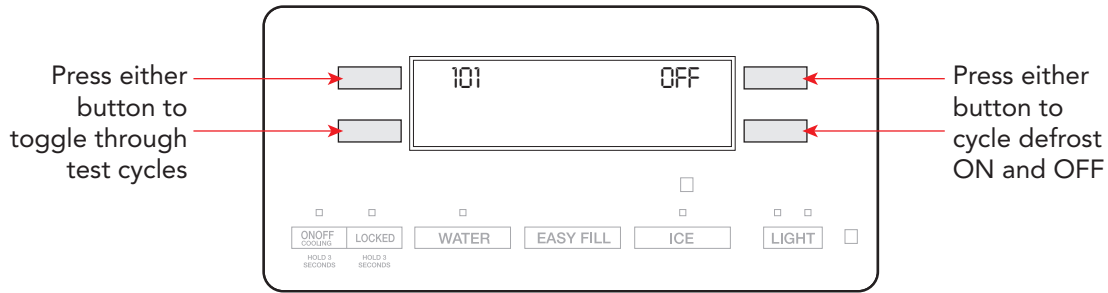 Press either
button to
toggle through
test cycles
101 OFF
Press either
button to
cycle defrost
ON and OFF
ONOFF
COOLING
HOLD 3
SECONDS
LOCKED
HOLD 3
SECONDS
WATER
EASY FILL
ICE
LIGHT